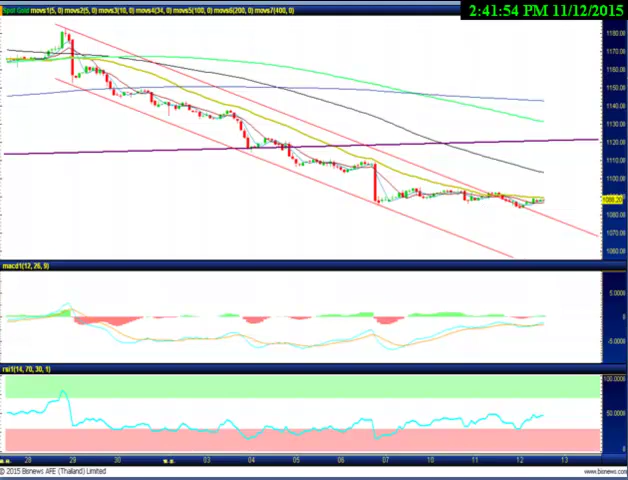 Spot Gold movs1(5, 0) movs2(5, 0) movs3(10, 0) movs4(34, 0) movs5(100, 0) movs6(200, 0) movs7(400, 0)
2:41:54 PM 11/12/2015
1180.00
1170.00
1160.00
1150.00
1140.00
1130.00
1120.00
1110.00
1100.00
1088.20
1080.00
1070.00
1060.00
macd1(12, 26, 9)
5.0000
0
-5.0000
rsi1(14, 70, 30, 1)
100.0000
50.0000
0
28 29 30 03 04 05 06 07 10 11 12 13
© 2015 Bisnews AFE (Thailand) Limited
www.bisnews.com